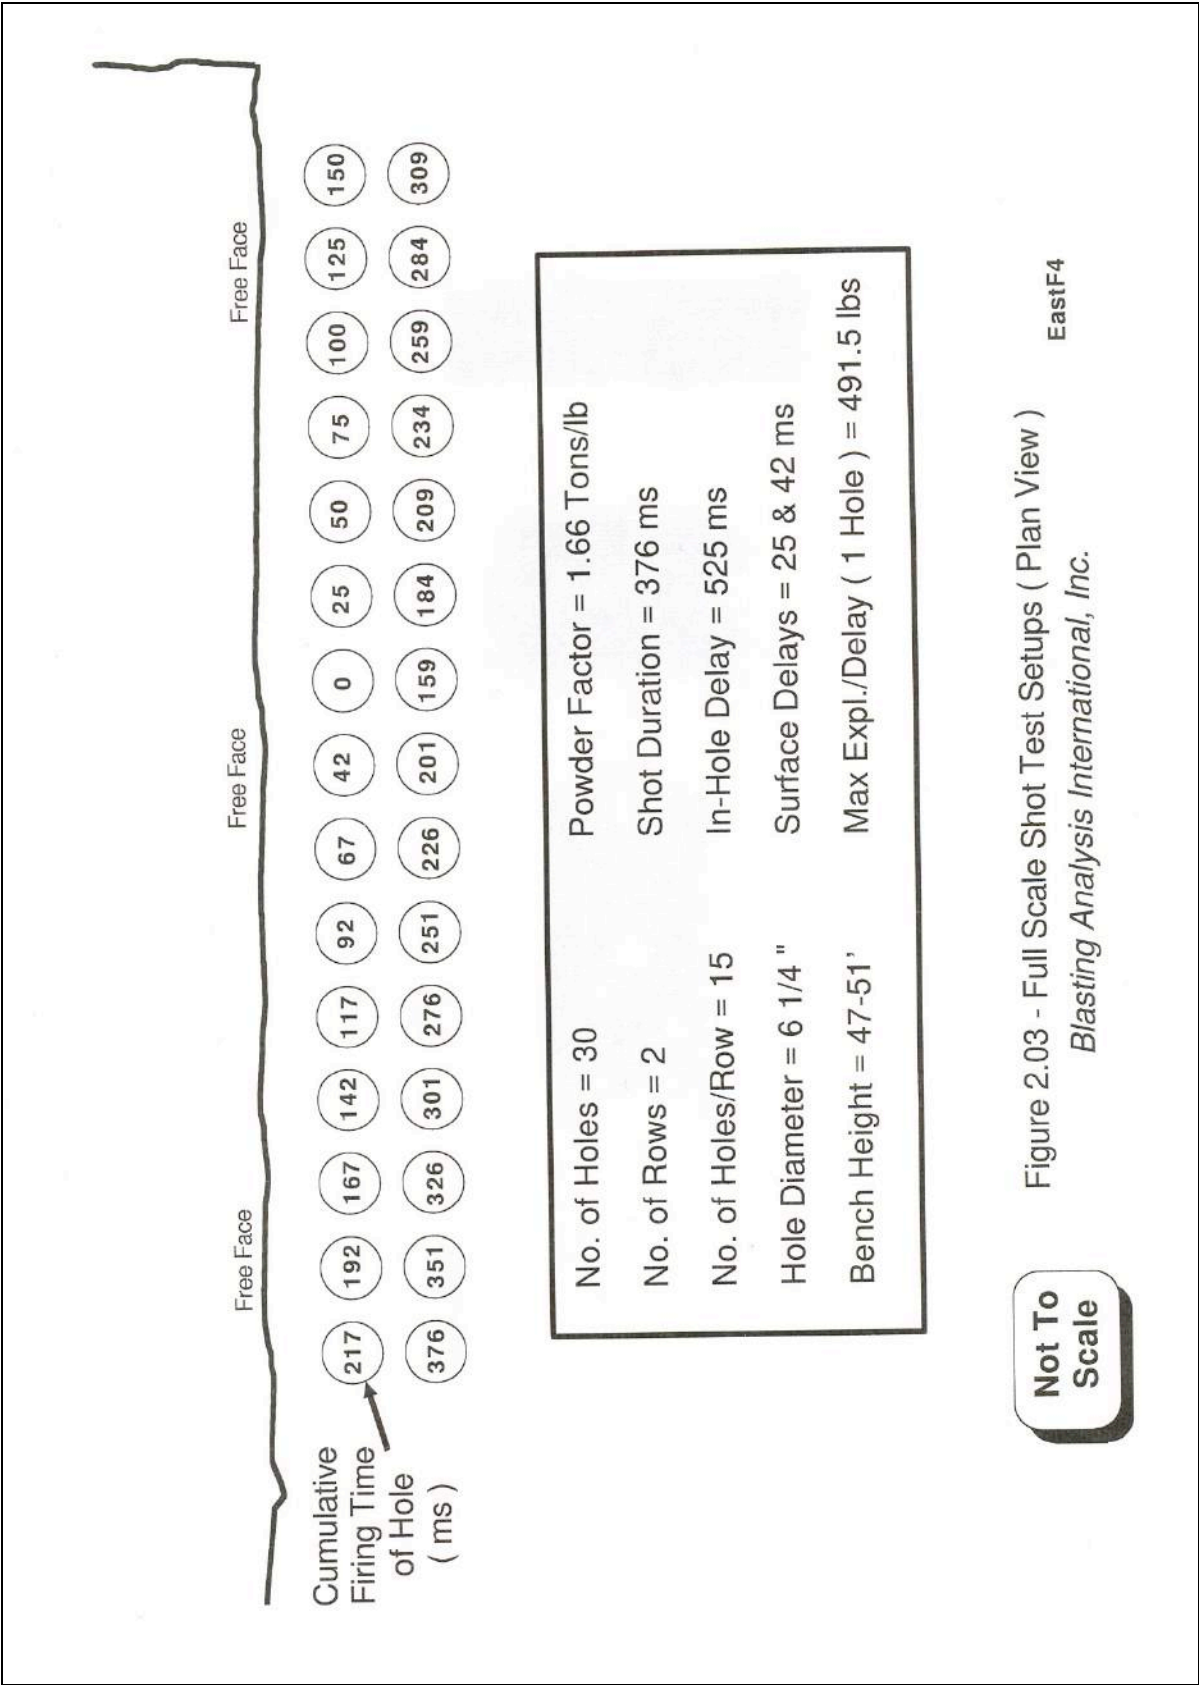 Free Face
Free Face
Free Face
217 192 167 142 117 92 67 42 0 25 50 75 100 125 150
376 351 326 301 276 251 226 201 159 184 209 234 259 284 309
Cumulative
Firing Time
of Hole
( ms )
No. of Holes = 30
No. of Rows = 2
No. of Holes/Row = 15
Hole Diameter = 6 1/4 "
Bench Height = 47-51'
Powder Factor = 1.66 Tons/lb
Shot Duration = 376 ms
In-Hole Delay = 525 ms
Surface Delays = 25 & 42 ms
Max Expl./Delay ( 1 Hole ) = 491.5 lbs
Not To
Scale
Figure 2.03 - Full Scale Shot Test Setups ( Plan View )
Blasting Analysis International, Inc.
EastF4